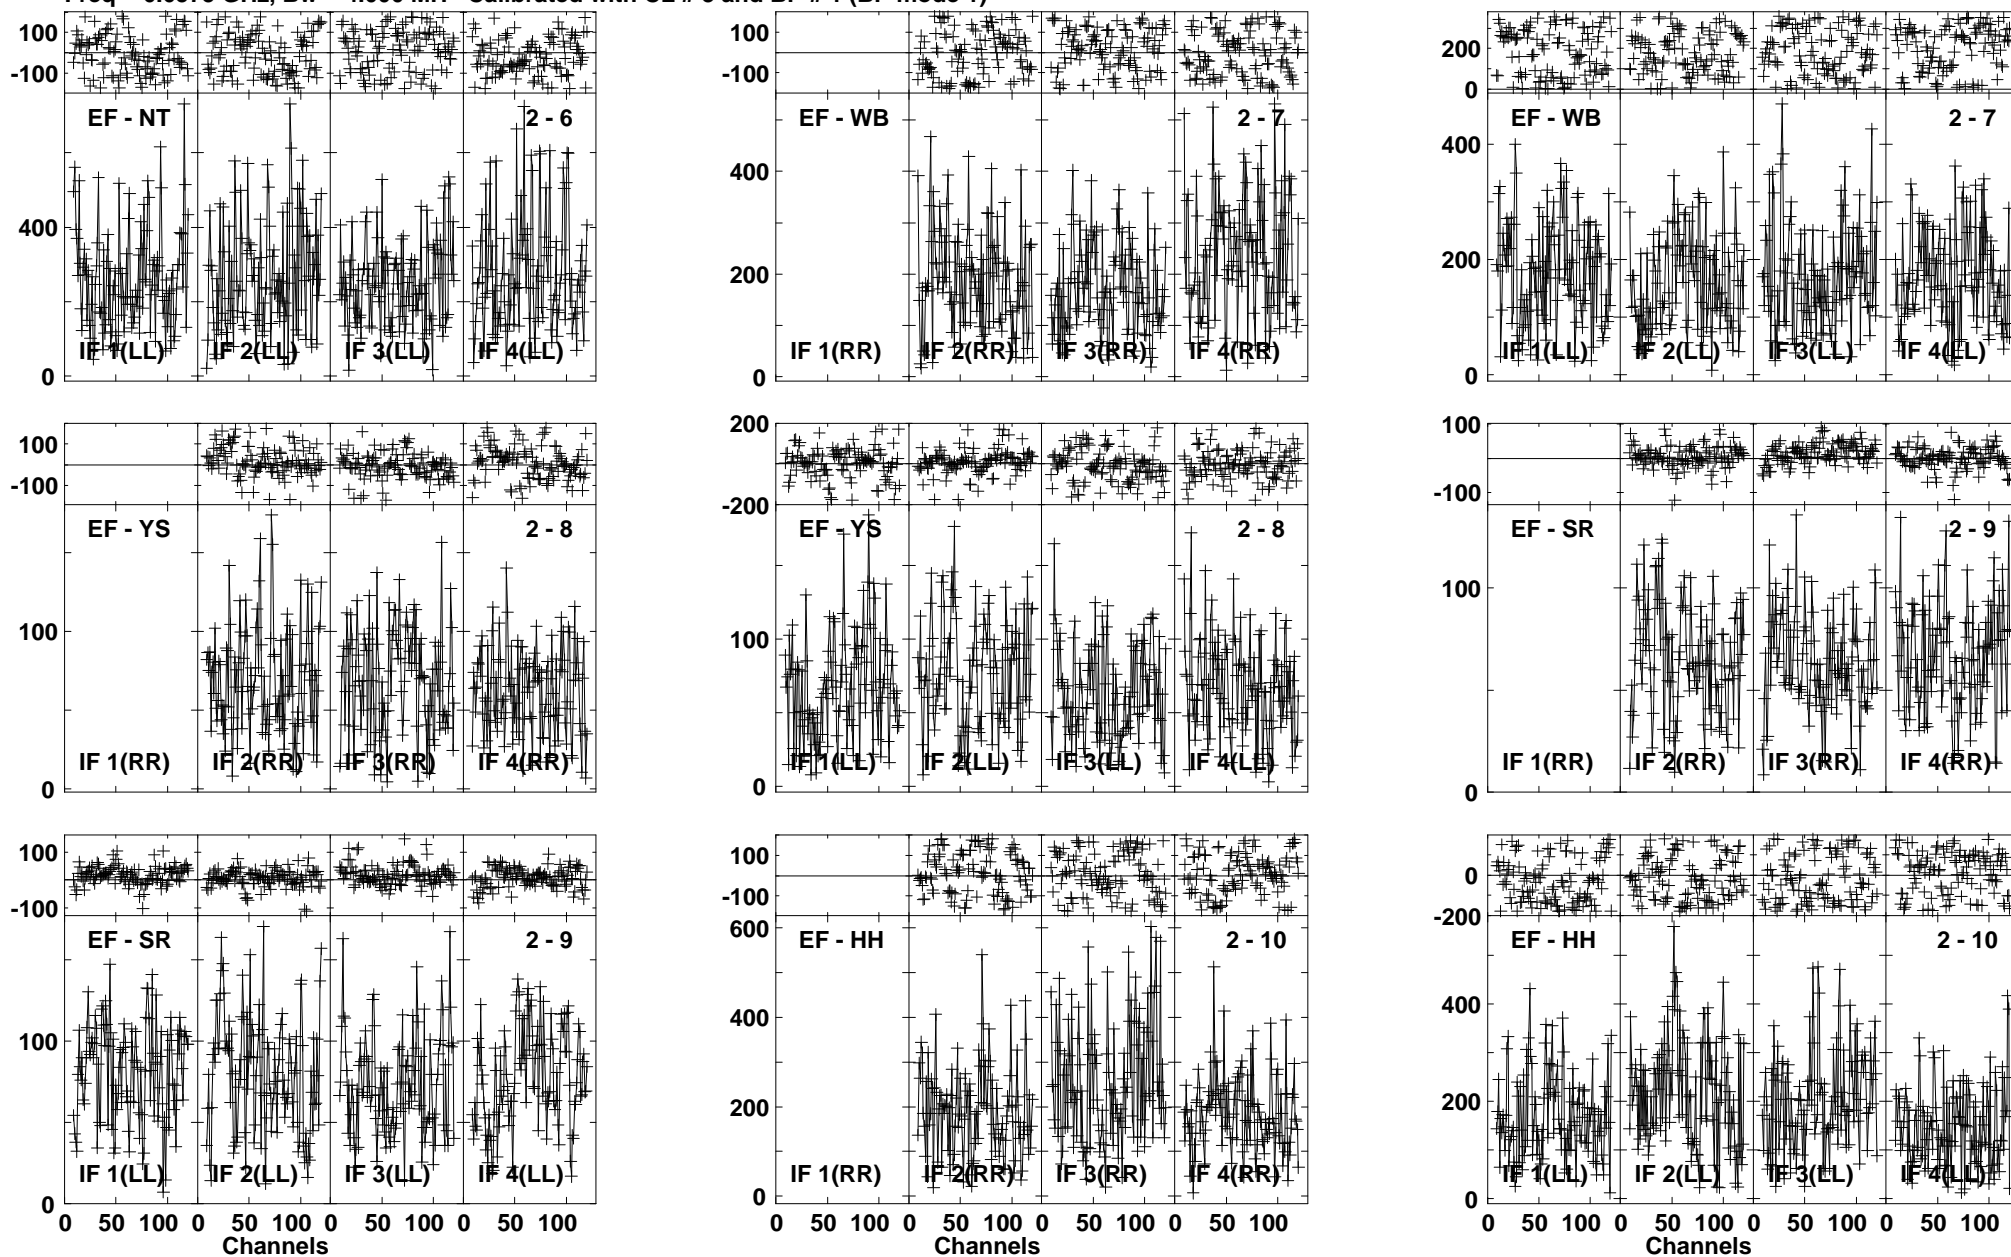 100 100 200
-100 -100 0
EF - NT 2 - 6 EF - WB 2 - 7 EF - WB 2 - 7
400 400 400
200 200
IF 1(LL) IF 2(LL) IF 3(LL) IF 4(LL) IF 1(RR) IF 2(RR) IF 3(RR) IF 4(RR) IF 1(LL) IF 2(LL) IF 3(LL) IF 4(LL)
0 0 0
100 200 100
-100 -200 -100
EF - YS 2 - 8 EF - YS 2 - 8 EF - SR 2 - 9
100 100 100
IF 1(RR) IF 2(RR) IF 3(RR) IF 4(RR) IF 1(LL) IF 2(LL) IF 3(LL) IF 4(LL) IF 1(RR) IF 2(RR) IF 3(RR) IF 4(RR)
0 0 0
100 100 0
-100 -100 -200
EF - SR 2 - 9 EF - HH 2 - 10 EF - HH 2 - 10
600
100 400 400
200 200
IF 1(LL) IF 2(LL) IF 3(LL) IF 4(LL) IF 1(RR) IF 2(RR) IF 3(RR) IF 4(RR) IF 1(LL) IF 2(LL) IF 3(LL) IF 4(LL)
0 0 0
0 50 100 0 50 100 0 50 100 0 50 100 0 50 100 0 50 100 0 50 100 0 50 100 0 50 100 0 50 100 0 50 100 0 50 100
Channels Channels Channels